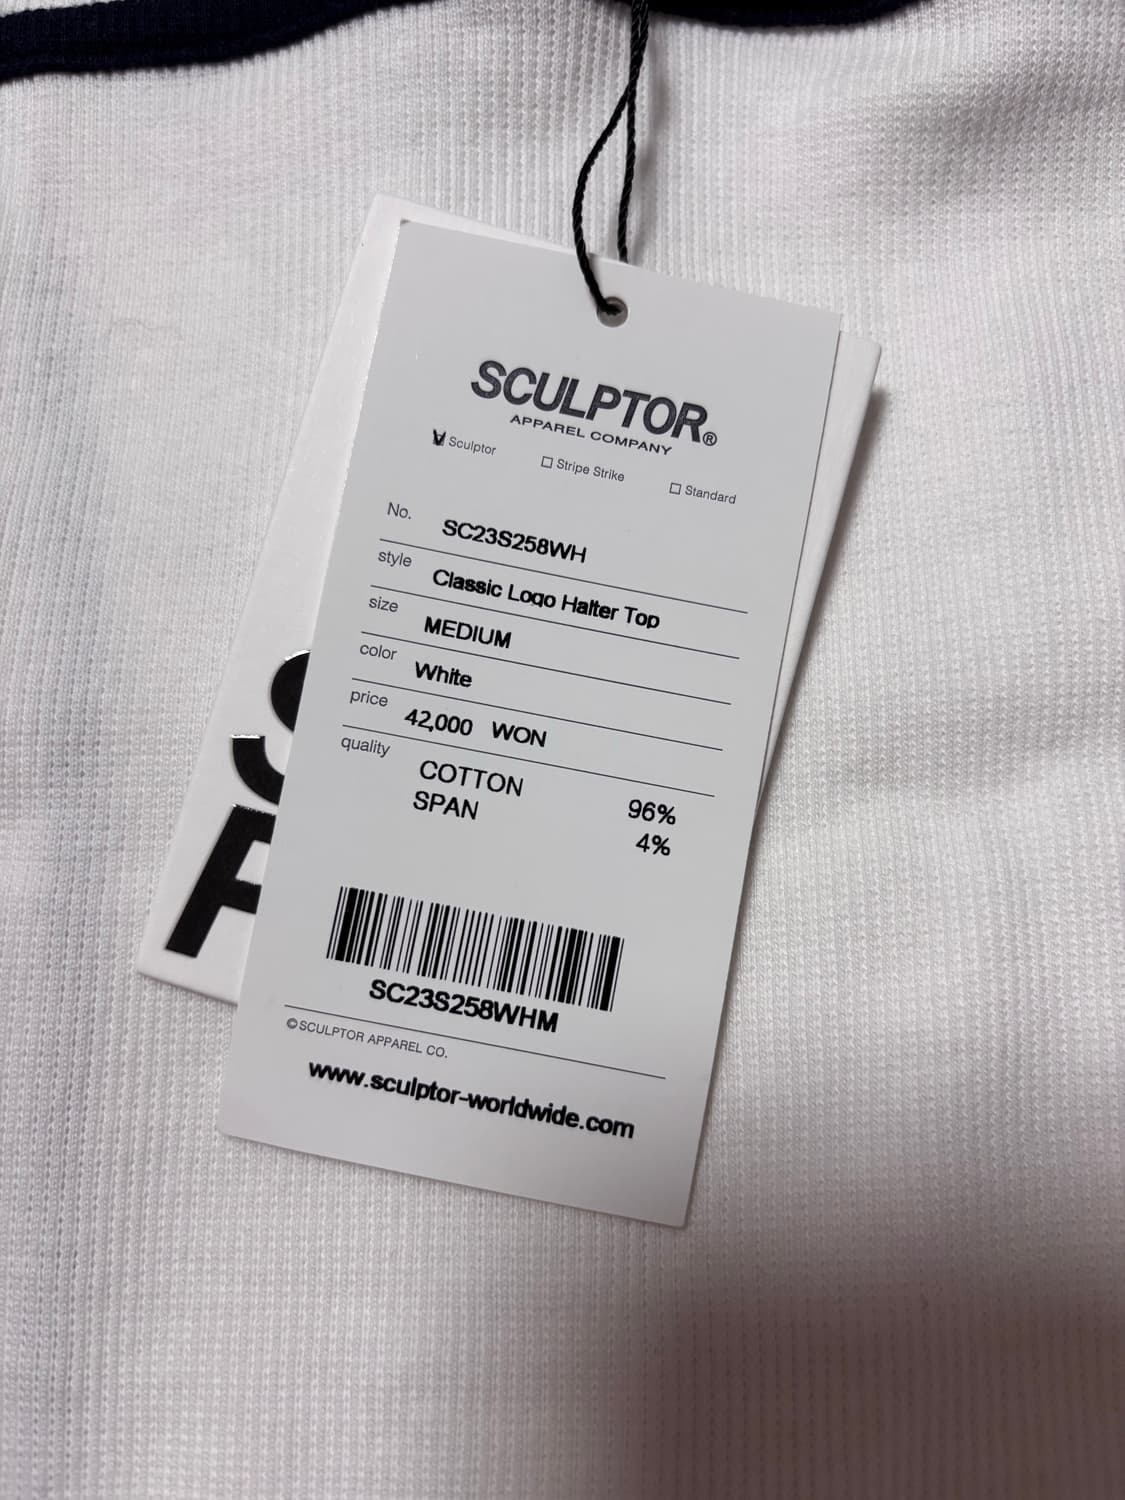 SCULPTOR®
APPAREL COMPANY
Sculptor Stripe Strike Standard
No. SC23S258WH
style Classic Logo Halter Top
size MEDIUM
color White
price 42,000 WON
quality COTTON 96%
SPAN 4%
SC23S258WHM
©SCULPTOR APPAREL CO.
www.sculptor-worldwide.com